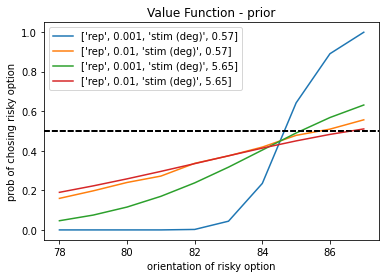 Value Function - prior
['rep', 0.001, 'stim (deg)', 0.57]
['rep', 0.01, 'stim (deg)', 0.57]
['rep', 0.001, 'stim (deg)', 5.65]
['rep', 0.01, 'stim (deg)', 5.65]
prob of chosing risky option
1.0
0.8
0.6
0.4
0.2
0.0
78 80 82 84 86
orientation of risky option